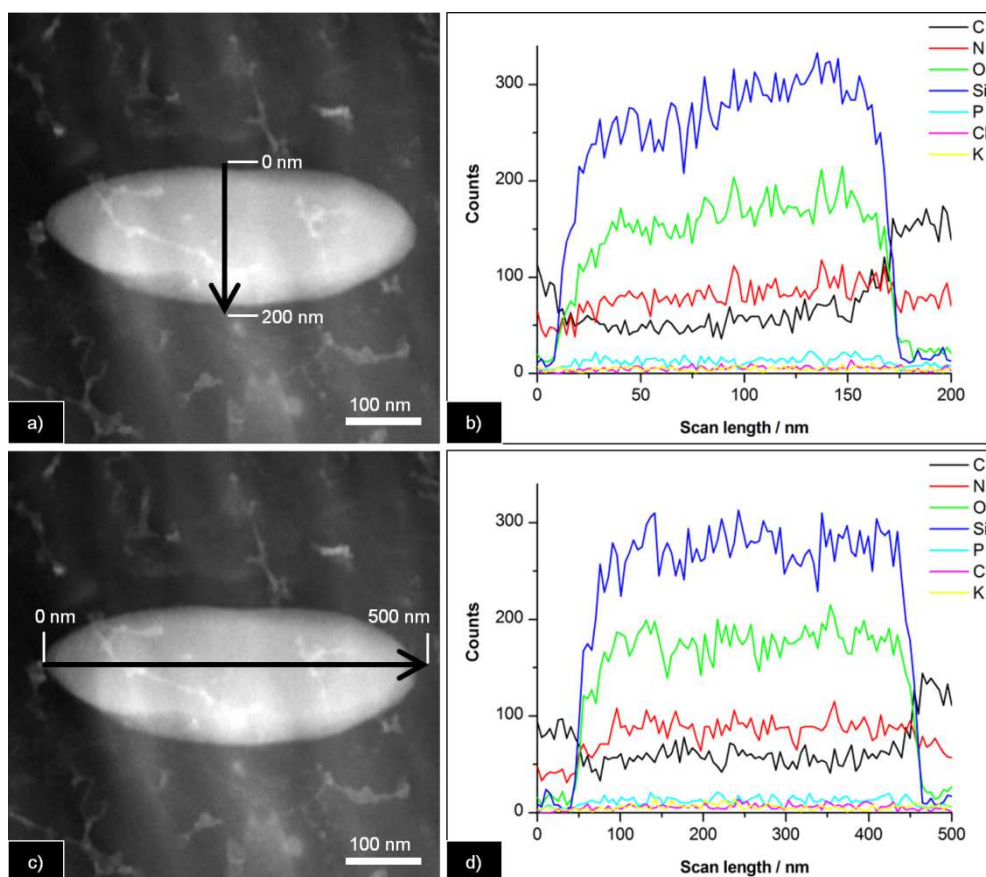 0 nm
200 nm
100 nm
a)
C
N
O
Si
P
Cl
K
300
200
100
0
Counts
0 50 100 150 200
Scan length / nm
b)
0 nm
500 nm
100 nm
c)
C
N
O
Si
P
C
K
300
200
100
0
Counts
0 100 200 300 400 500
Scan length / nm
d)